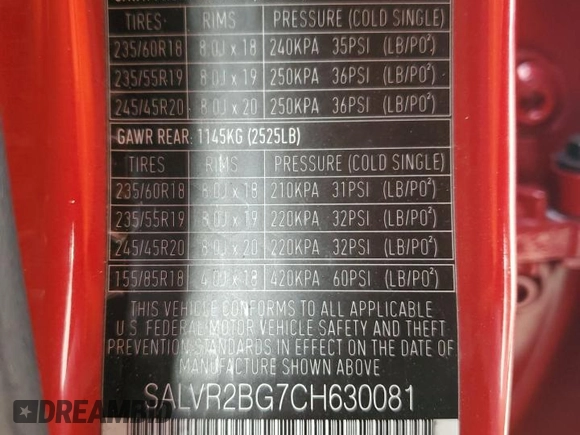 TIRES RIMS PRESSURE (COLD SINGLE)
235/60R18 8.0J x 18 240KPA 35PSI (LB/PO²)
235/55R19 8.0J x 19 250KPA 36PSI (LB/PO²)
245/45R20 8.0J x 20 250KPA 36PSI (LB/PO²)
GAWR REAR: 1145KG (2525LB)
TIRES RIMS PRESSURE (COLD SINGLE)
235/60R18 8.0J x 18 210KPA 31PSI (LB/PO²)
235/55R19 8.0J x 19 220KPA 32PSI (LB/PO²)
245/45R20 8.0J x 20 220KPA 32PSI (LB/PO²)
155/85R18 4.0J x 18 420KPA 60PSI (LB/PO²)
THIS VEHICLE CONFORMS TO ALL APPLICABLE
U.S. FEDERAL MOTOR VEHICLE SAFETY AND THEFT
PREVENTION STANDARDS IN EFFECT ON THE DATE OF
MANUFACTURE SHOWN ABOVE
SALVR2BG7CH630081
DREAMBID